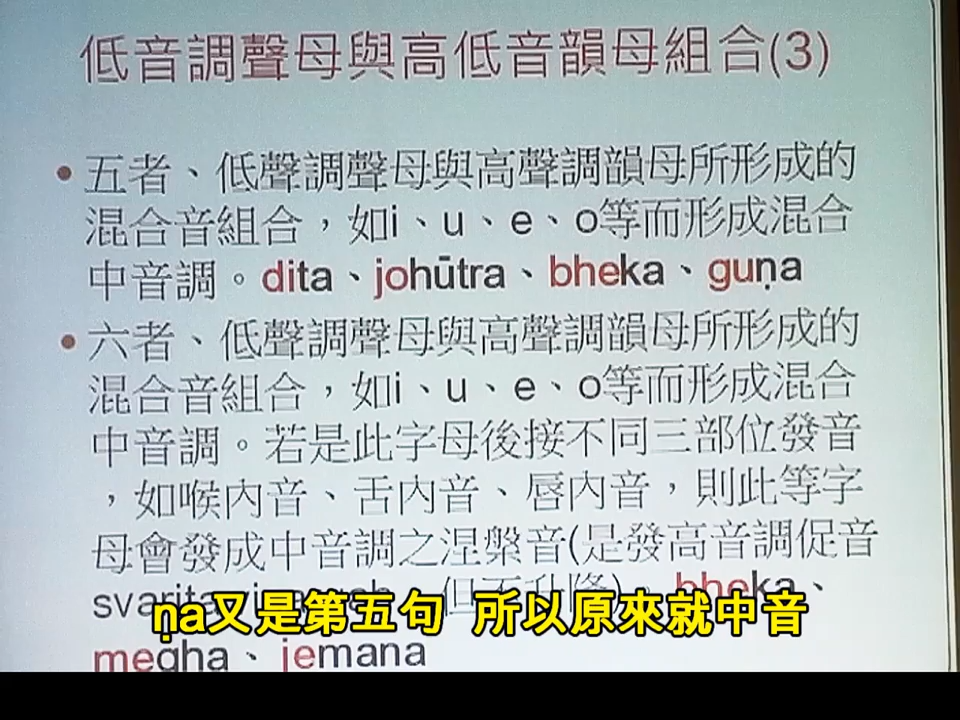 低音調聲母與高低音韻母組合(3)
• 五者、低聲調聲母與高聲調韻母所形成的
混合音組合，如i、u、e、o等而形成混合
中音調。dita、johūtra、bheka、guṇa
• 六者、低聲調聲母與高聲調韻母所形成的
混合音組合，如i、u、e、o等而形成混合
中音調。若是此字母後接不同三部位發音
，如喉內音、舌內音、唇內音，則此等字
母會發成中音調之涅槃音(是發高音調促音
svarita 但不升降)。bheka、
megha、jemana
ṇa又是第五句 所以原來就中音